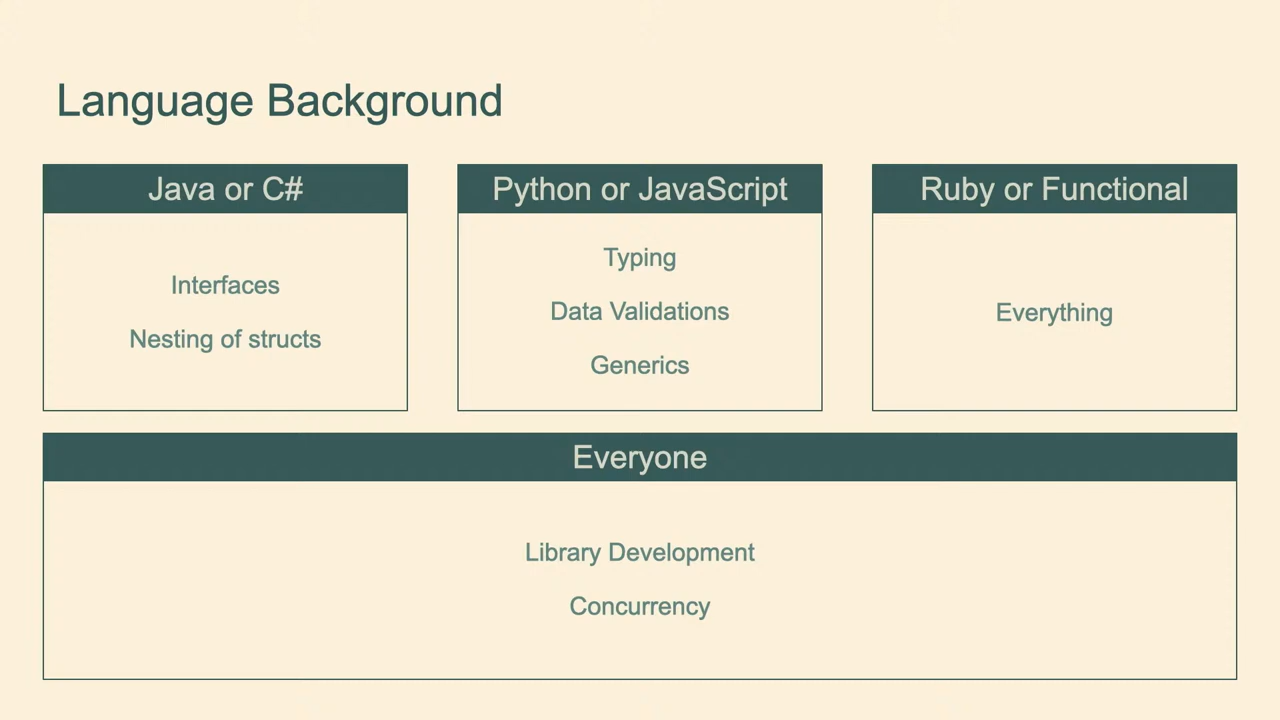 Language Background
Java or C#
Interfaces
Nesting of structs
Python or JavaScript
Typing
Data Validations
Generics
Ruby or Functional
Everything
Everyone
Library Development
Concurrency